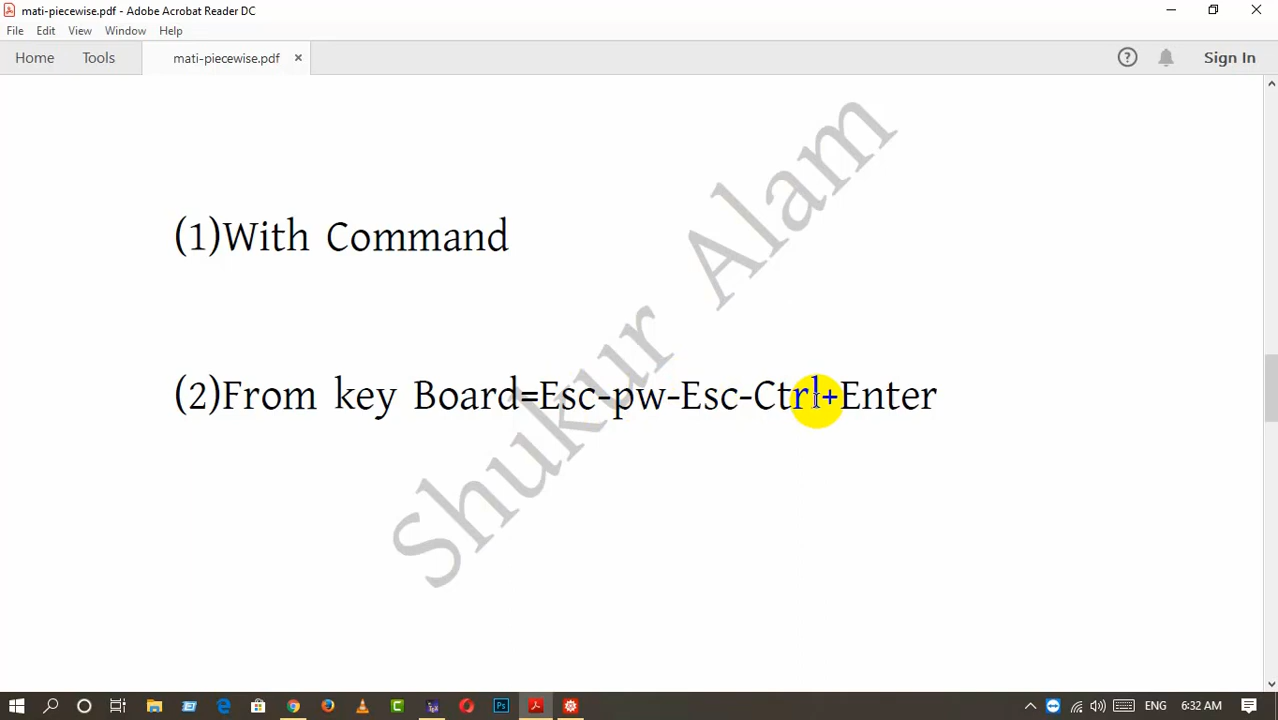 mati-piecewise.pdf - Adobe Acrobat Reader DC
File Edit View Window Help
Home Tools mati-piecewise.pdf × ? Sign In
(1)With Command
(2)From key Board=Esc-pw-Esc-Ctrl+Enter
Shukur Alam
ENG 6:32 AM